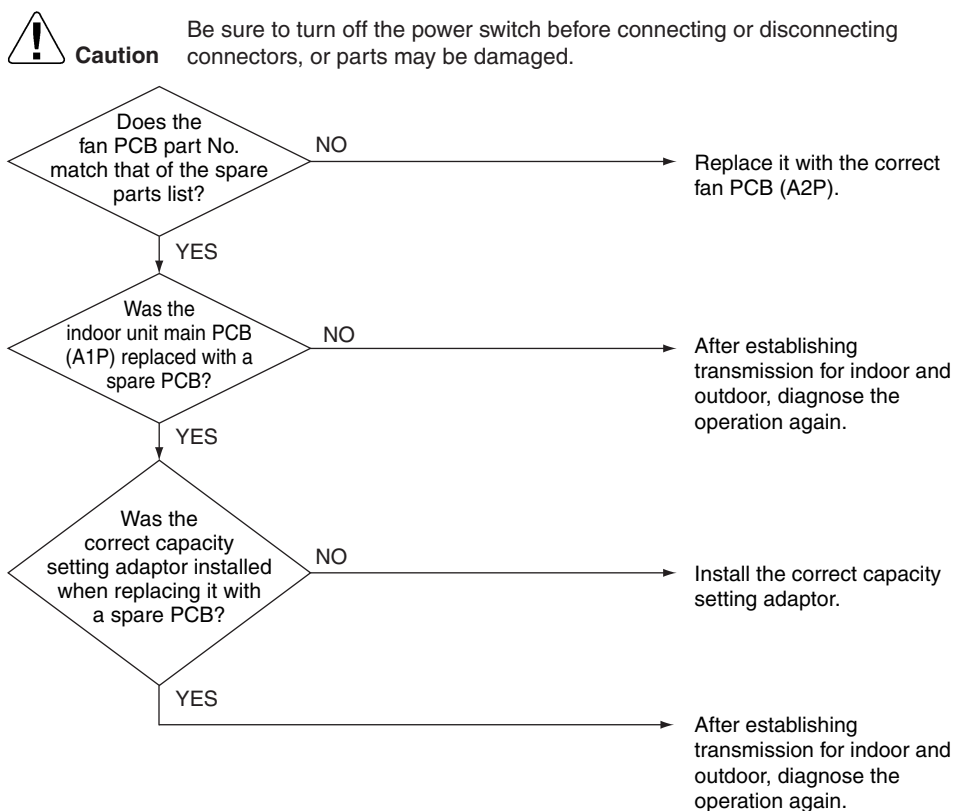 Be sure to turn off the power switch before connecting or disconnecting
Caution connectors, or parts may be damaged.
Does the
fan PCB part No.
match that of the spare
parts list?
NO
Replace it with the correct
fan PCB (A2P).
YES
Was the
indoor unit main PCB
(A1P) replaced with a
spare PCB?
NO
After establishing
transmission for indoor and
outdoor, diagnose the
operation again.
YES
Was the
correct capacity
setting adaptor installed
when replacing it with
a spare PCB?
NO
Install the correct capacity
setting adaptor.
YES
After establishing
transmission for indoor and
outdoor, diagnose the
operation again.